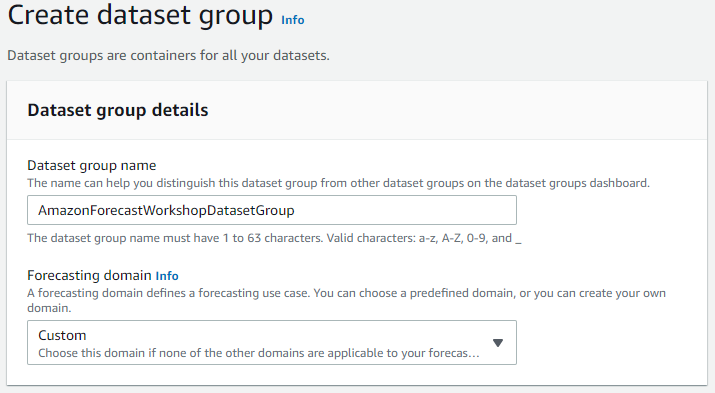 Create dataset group Info
Dataset groups are containers for all your datasets.
Dataset group details
Dataset group name
The name can help you distinguish this dataset group from other dataset groups on the dataset groups dashboard.
AmazonForecastWorkshopDatasetGroup
The dataset group name must have 1 to 63 characters. Valid characters: a-z, A-Z, 0-9, and _
Forecasting domain Info
A forecasting domain defines a forecasting use case. You can choose a predefined domain, or you can create your own
domain.
Custom
Choose this domain if none of the other domains are applicable to your forecas...